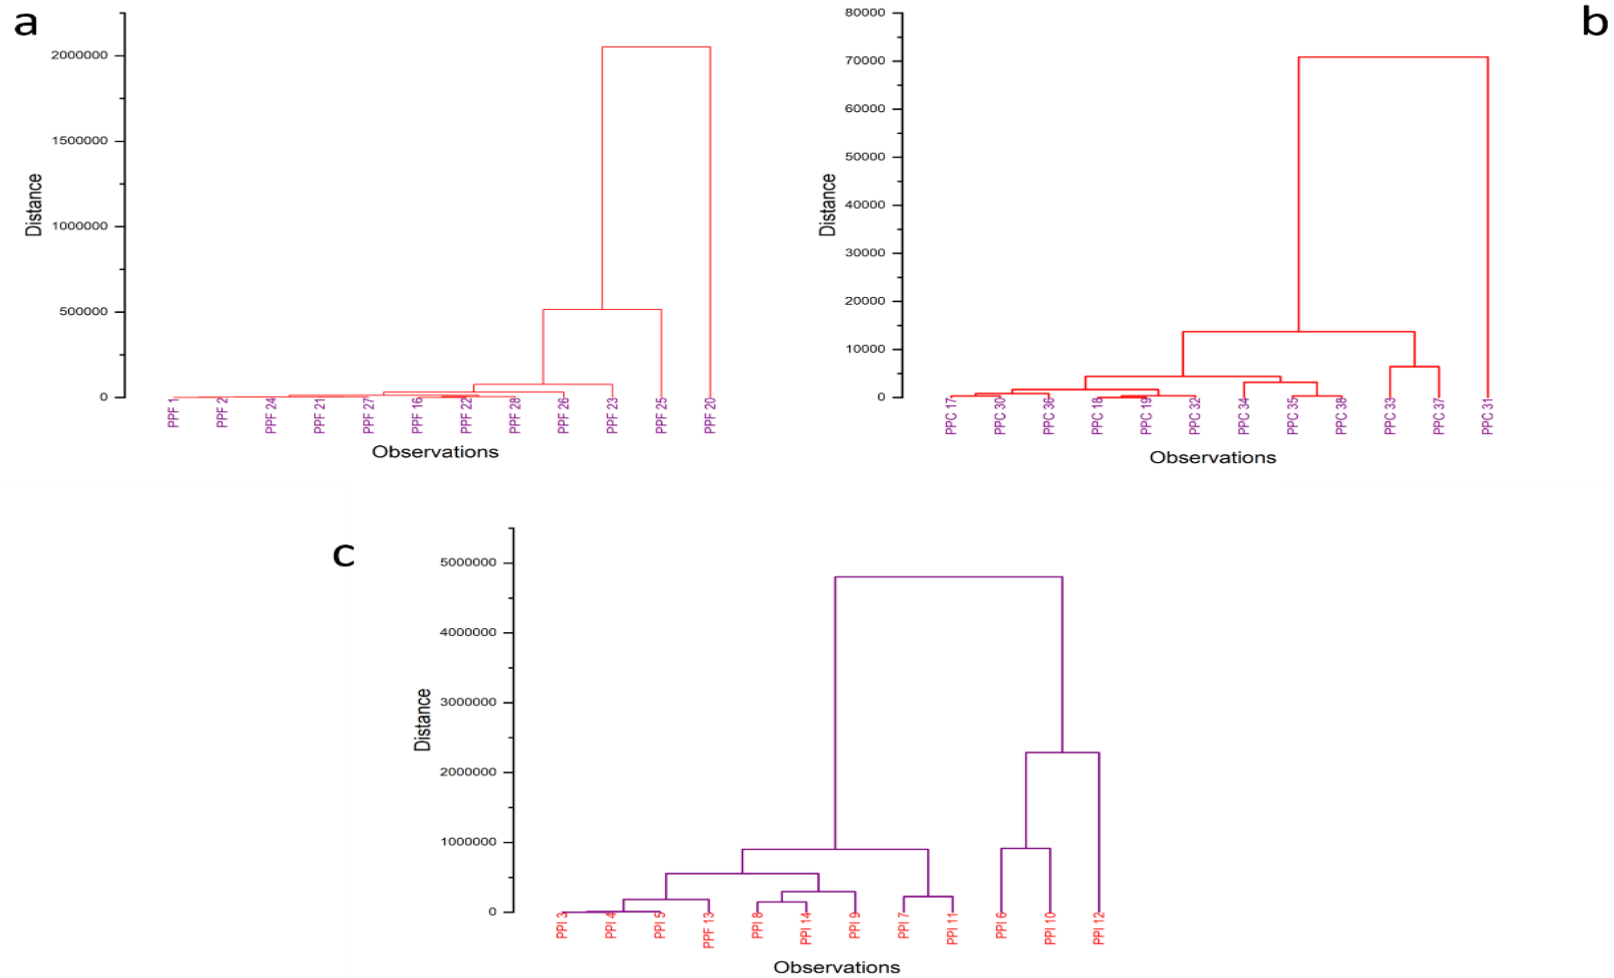 a
2000000
1500000
1000000
500000
0
Distance
PPF 1
PPF 2
PPF 24
PPF 21
PPF 27
PPF 16
PPF 22
PPF 28
PPF 26
PPF 23
PPF 25
PPF 20
Observations
b
80000
70000
60000
50000
40000
30000
20000
10000
0
Distance
PPC 17
PPC 30
PPC 36
PPC 18
PPC 19
PPC 32
PPC 34
PPC 35
PPC 38
PPC 33
PPC 37
PPC 31
Observations
c
5000000
4000000
3000000
2000000
1000000
0
Distance
PPI 3
PPI 4
PPI 5
PPF 13
PPI 8
PPI 14
PPI 9
PPI 7
PPI 11
PPI 6
PPI 10
PPI 12
Observations